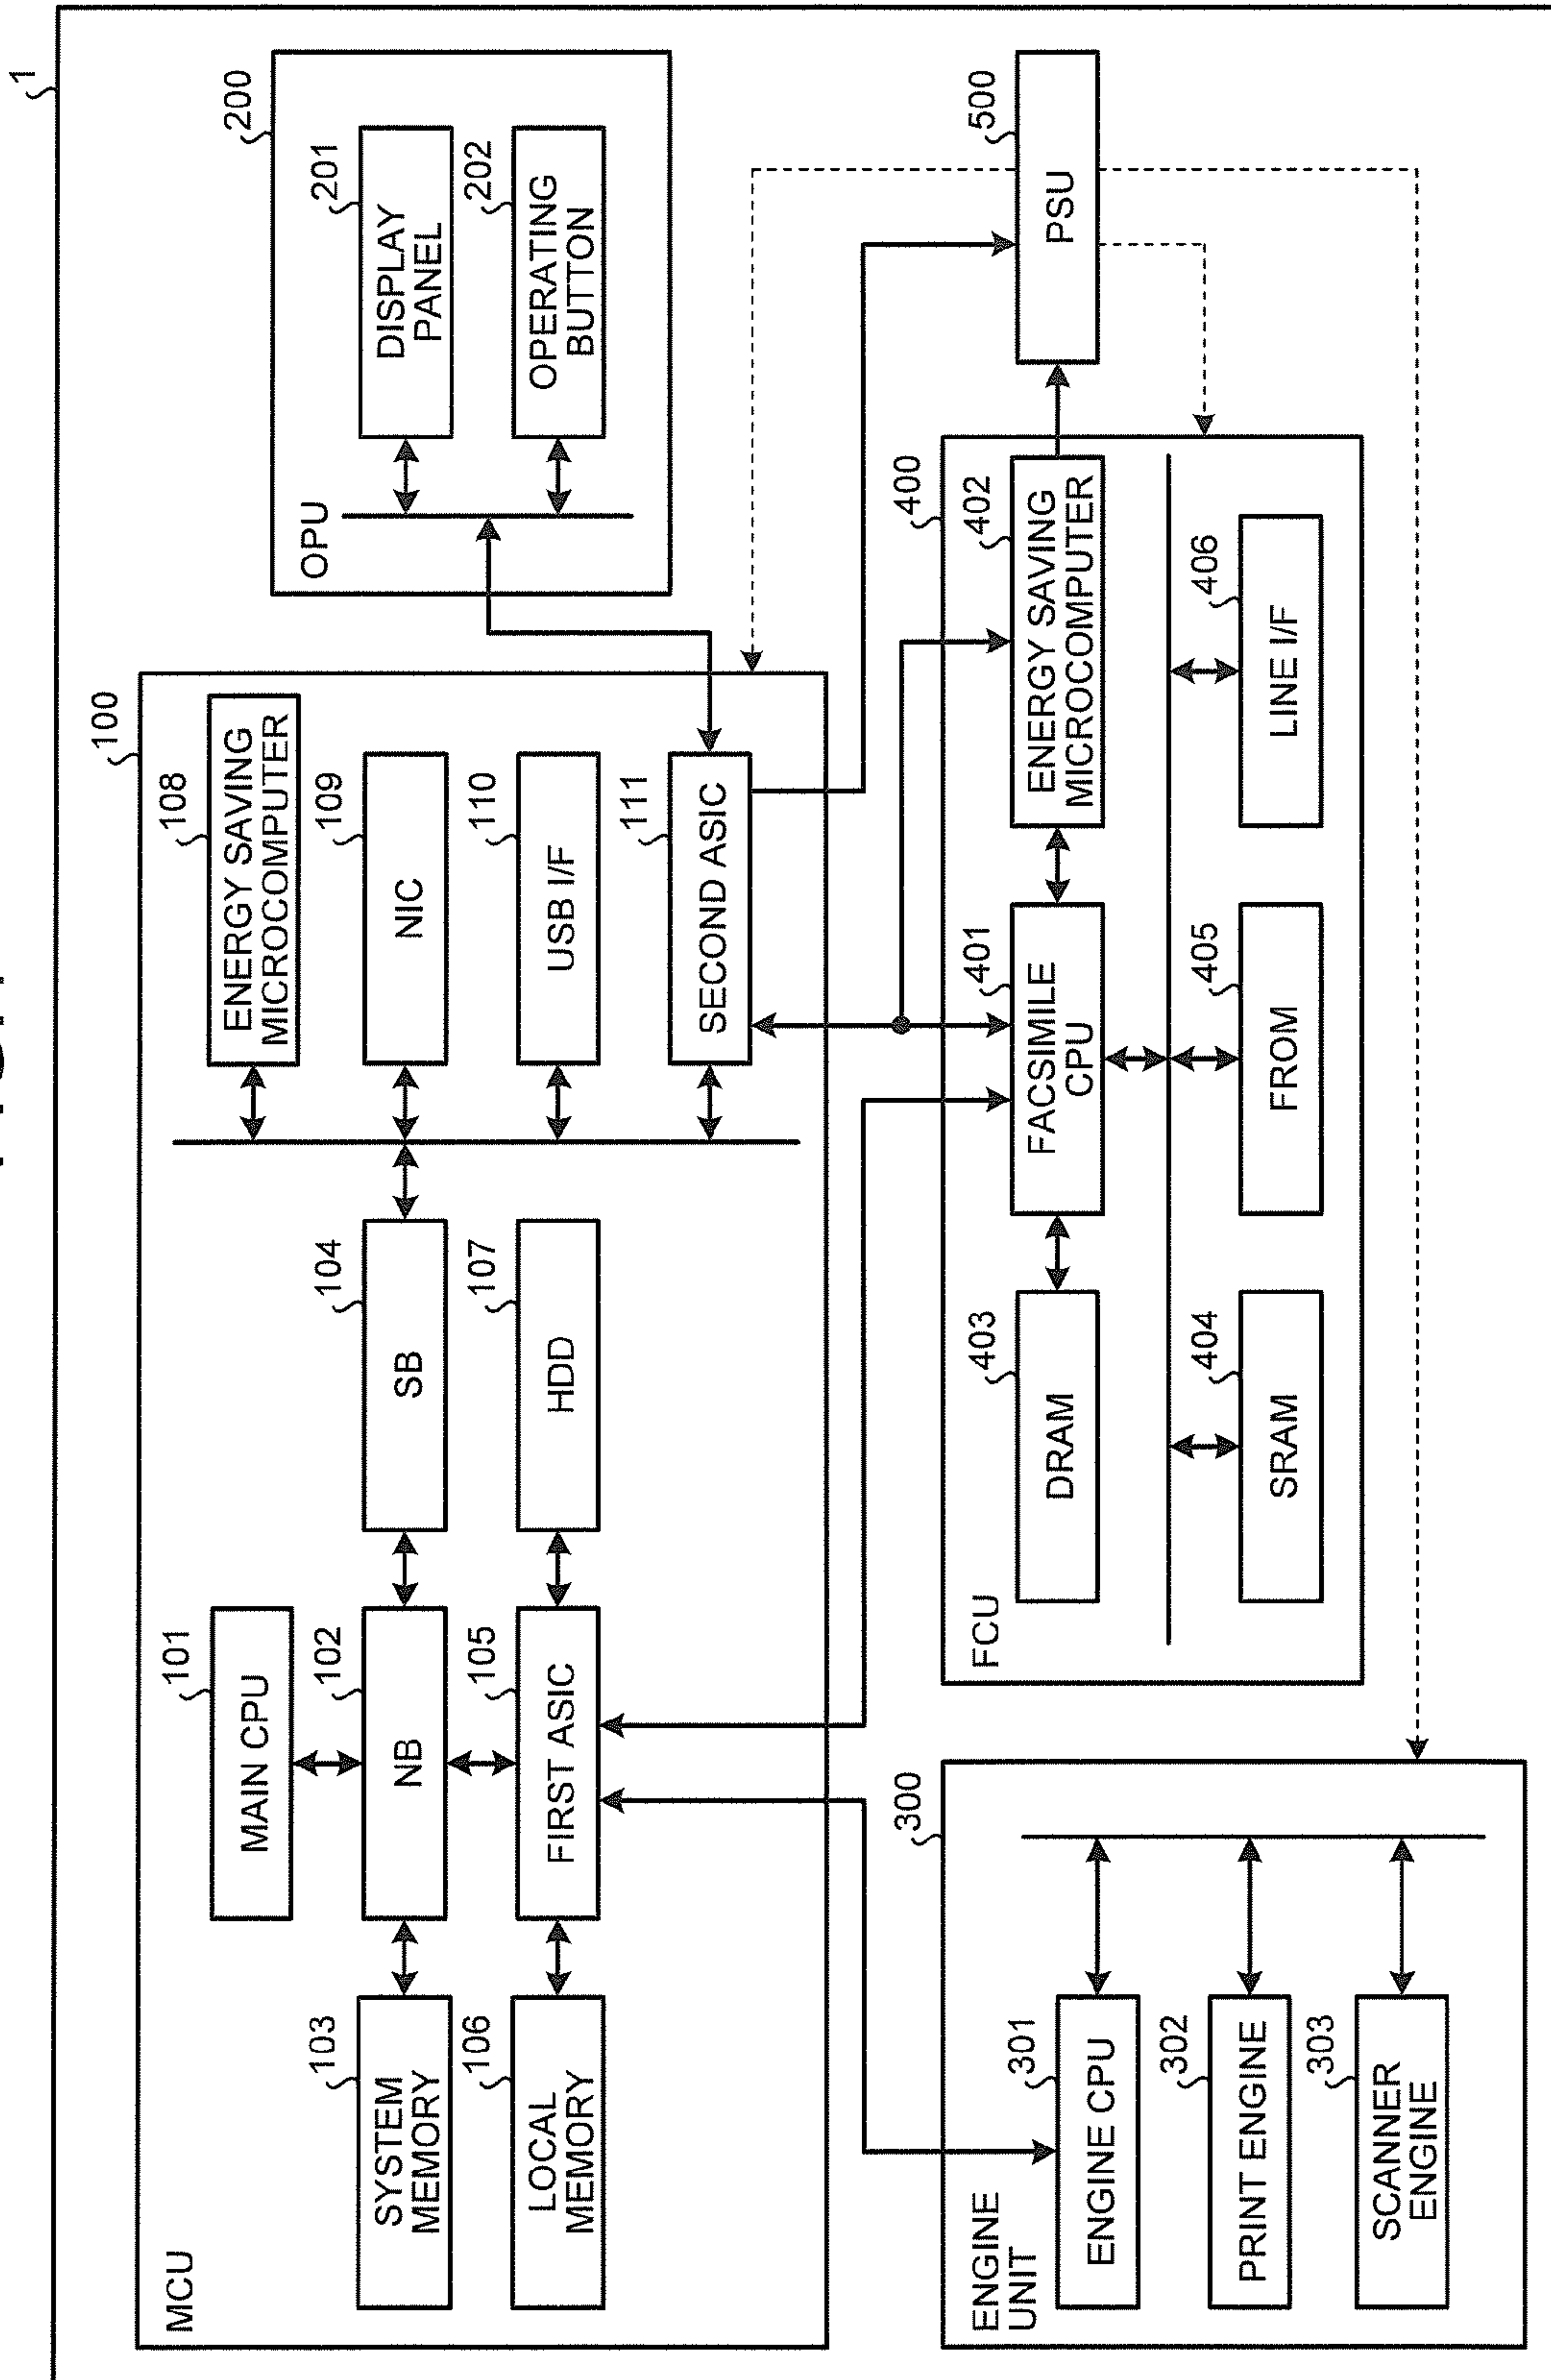 1
100
MCU
101
MAIN CPU
108
ENERGY SAVING
MICROCOMPUTER
103
SYSTEM
MEMORY
102
NB
104
SB
109
NIC
106
LOCAL
MEMORY
105
FIRST ASIC
107
HDD
110
USB I/F
111
SECOND ASIC
200
OPU
201
DISPLAY
PANEL
202
OPERATING
BUTTON
300
ENGINE
UNIT
301
ENGINE CPU
302
PRINT ENGINE
303
SCANNER
ENGINE
400
FCU
403
DRAM
401
FACSIMILE
CPU
402
ENERGY SAVING
MICROCOMPUTER
404
SRAM
405
FROM
406
LINE I/F
500
PSU